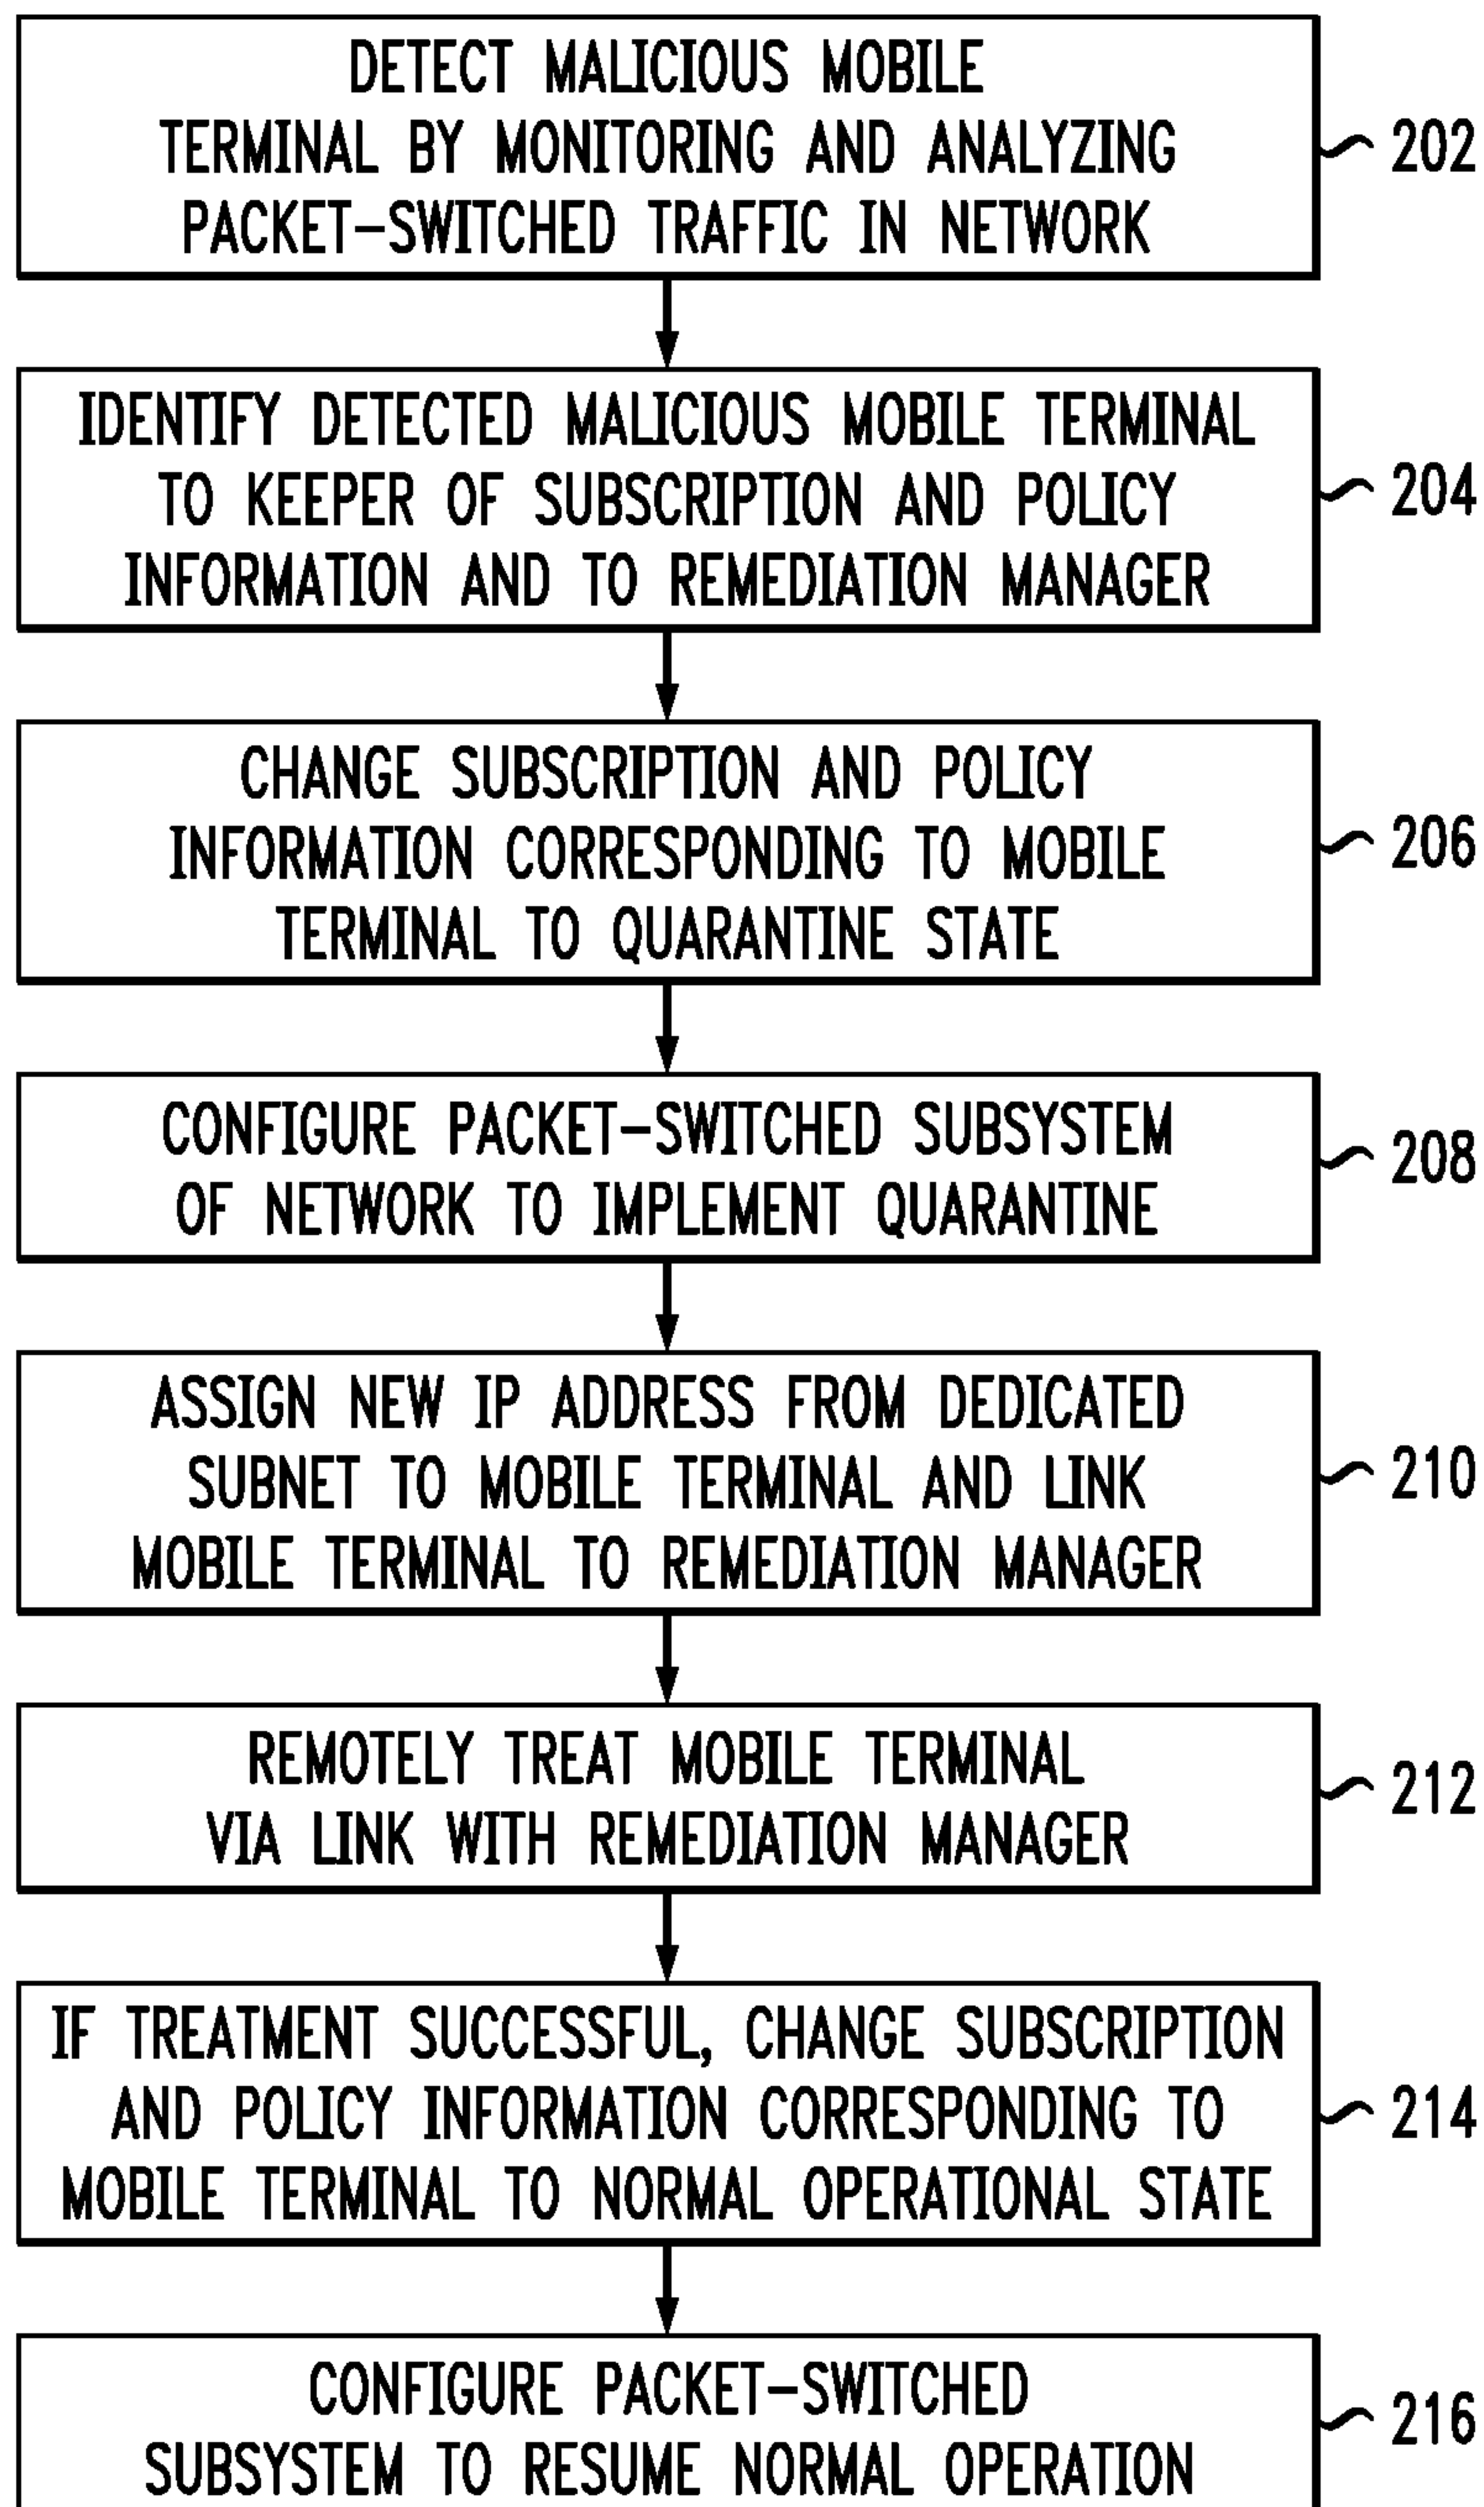 DETECT MALICIOUS MOBILE
TERMINAL BY MONITORING AND ANALYZING
PACKET-SWITCHED TRAFFIC IN NETWORK
202
IDENTIFY DETECTED MALICIOUS MOBILE TERMINAL
TO KEEPER OF SUBSCRIPTION AND POLICY
INFORMATION AND TO REMEDIATION MANAGER
204
CHANGE SUBSCRIPTION AND POLICY
INFORMATION CORRESPONDING TO MOBILE
TERMINAL TO QUARANTINE STATE
206
CONFIGURE PACKET-SWITCHED SUBSYSTEM
OF NETWORK TO IMPLEMENT QUARANTINE
208
ASSIGN NEW IP ADDRESS FROM DEDICATED
SUBNET TO MOBILE TERMINAL AND LINK
MOBILE TERMINAL TO REMEDIATION MANAGER
210
REMOTELY TREAT MOBILE TERMINAL
VIA LINK WITH REMEDIATION MANAGER
212
IF TREATMENT SUCCESSFUL, CHANGE SUBSCRIPTION
AND POLICY INFORMATION CORRESPONDING TO
MOBILE TERMINAL TO NORMAL OPERATIONAL STATE
214
CONFIGURE PACKET-SWITCHED
SUBSYSTEM TO RESUME NORMAL OPERATION
216